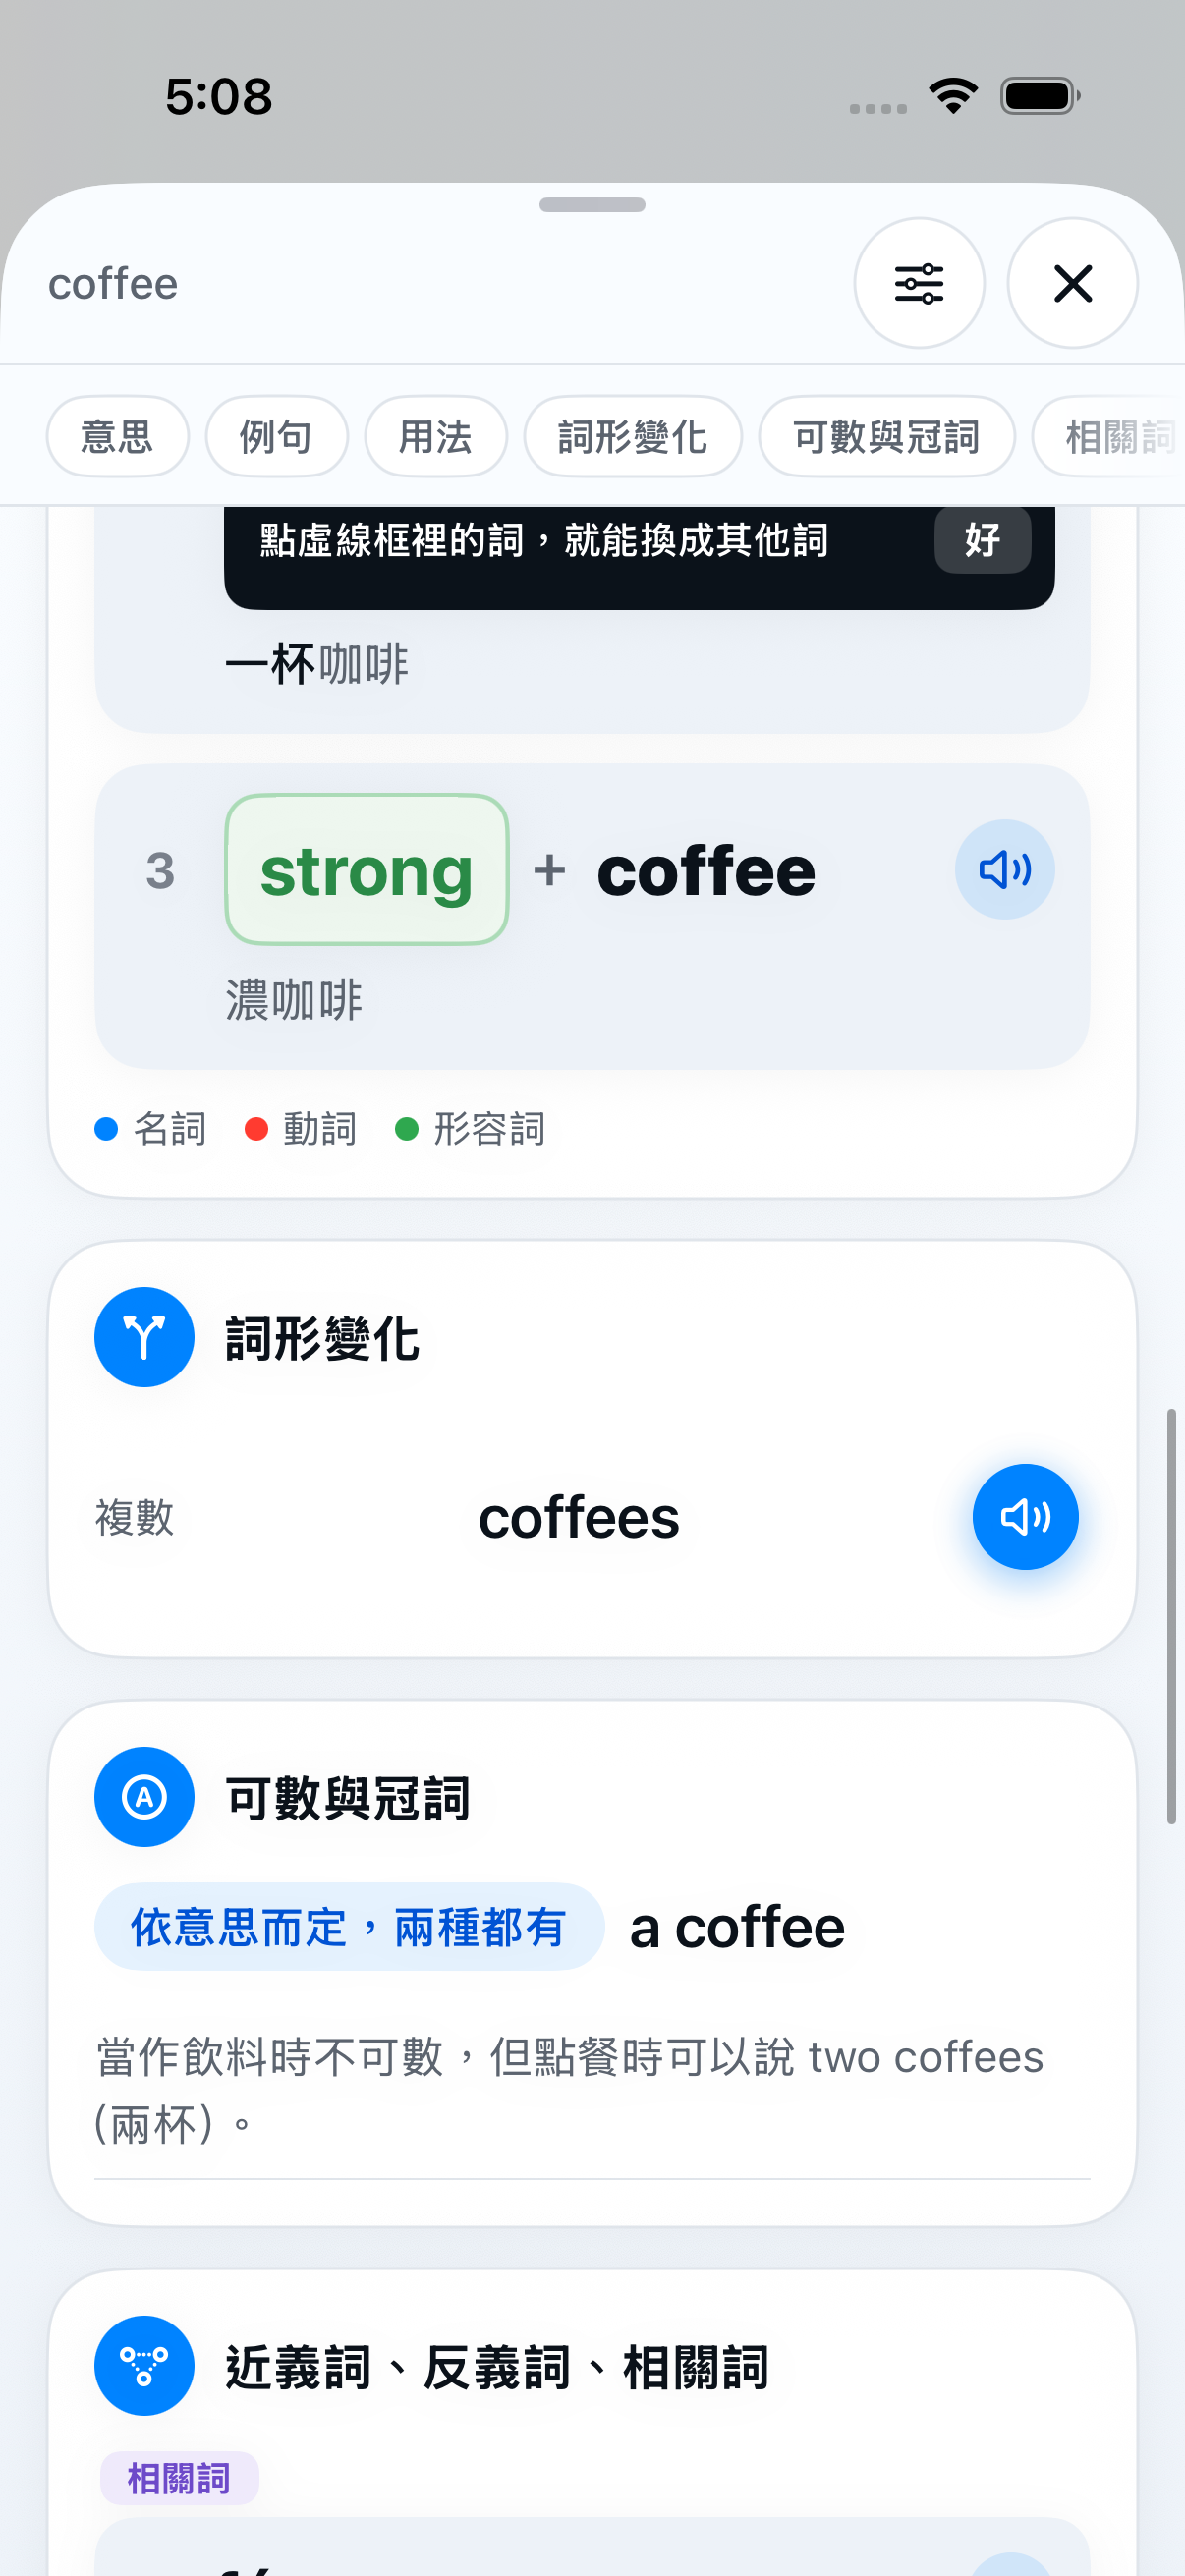 5:08
coffee
意思 例句 用法 詞形變化 可數與冠詞 相關詞
點虛線框裡的詞，就能換成其他詞 好
一杯咖啡
3 strong + coffee
濃咖啡
名詞 動詞 形容詞
詞形變化
複數 coffees
A 可數與冠詞
依意思而定，兩種都有 a coffee
當作飲料時不可數，但點餐時可以說 two coffees
(兩杯)。
近義詞、反義詞、相關詞
相關詞